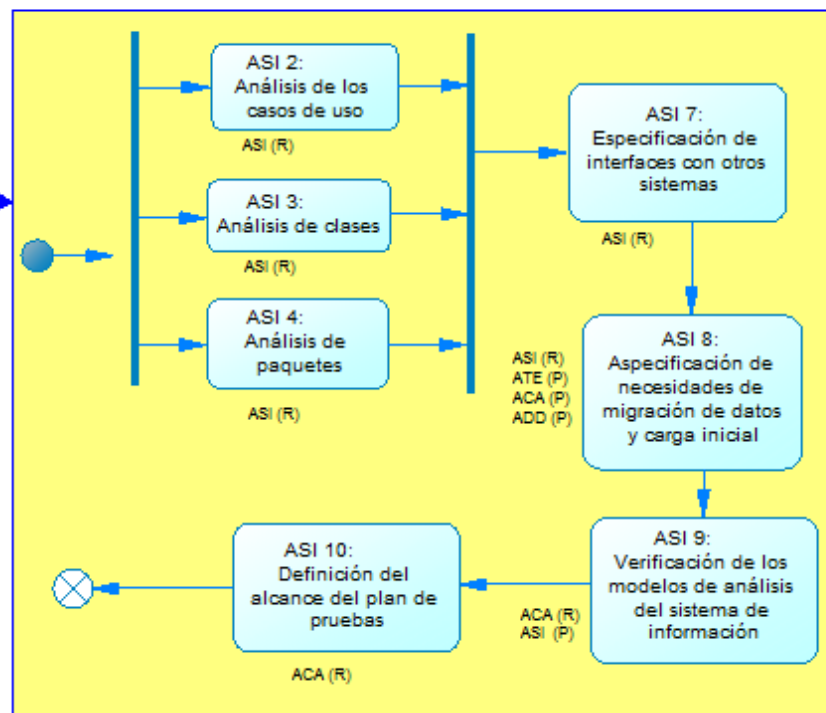 ASI 2:
Análisis de los
casos de uso
ASI (R)
ASI 3:
Análisis de clases
ASI (R)
ASI 4:
Análisis de
paquetes
ASI (R)
ASI 7:
Especificación de
interfaces con otros
sistemas
ASI (R)
ASI 8:
Aspecificación de
necesidades de
migración de datos
y carga inicial
ASI (R)
ATE (P)
ACA (P)
ADD (P)
ASI 9:
Verificación de los
modelos de análisis
del sistema de
información
ACA (R)
ASI (P)
ASI 10:
Definición del
alcance del plan de
pruebas
ACA (R)